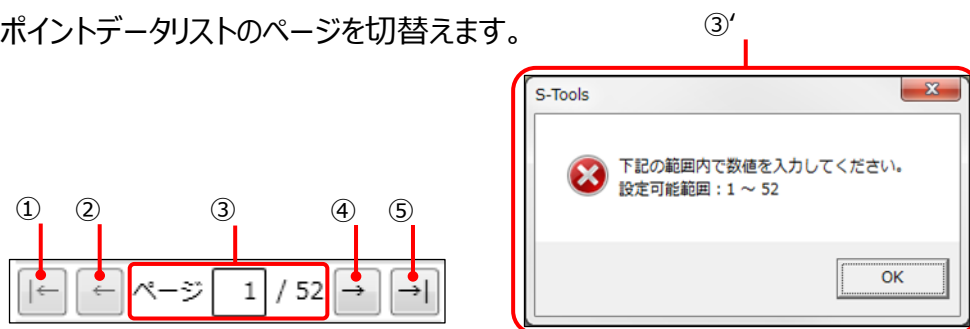 ポイントデータリストのページを切替えます。
③’
S-Tools
下記の範囲内で数値を入力してください。
設定可能範囲：1 ～ 52
OK
① ② ③ ④ ⑤
|← ← ページ 1 / 52 → →|